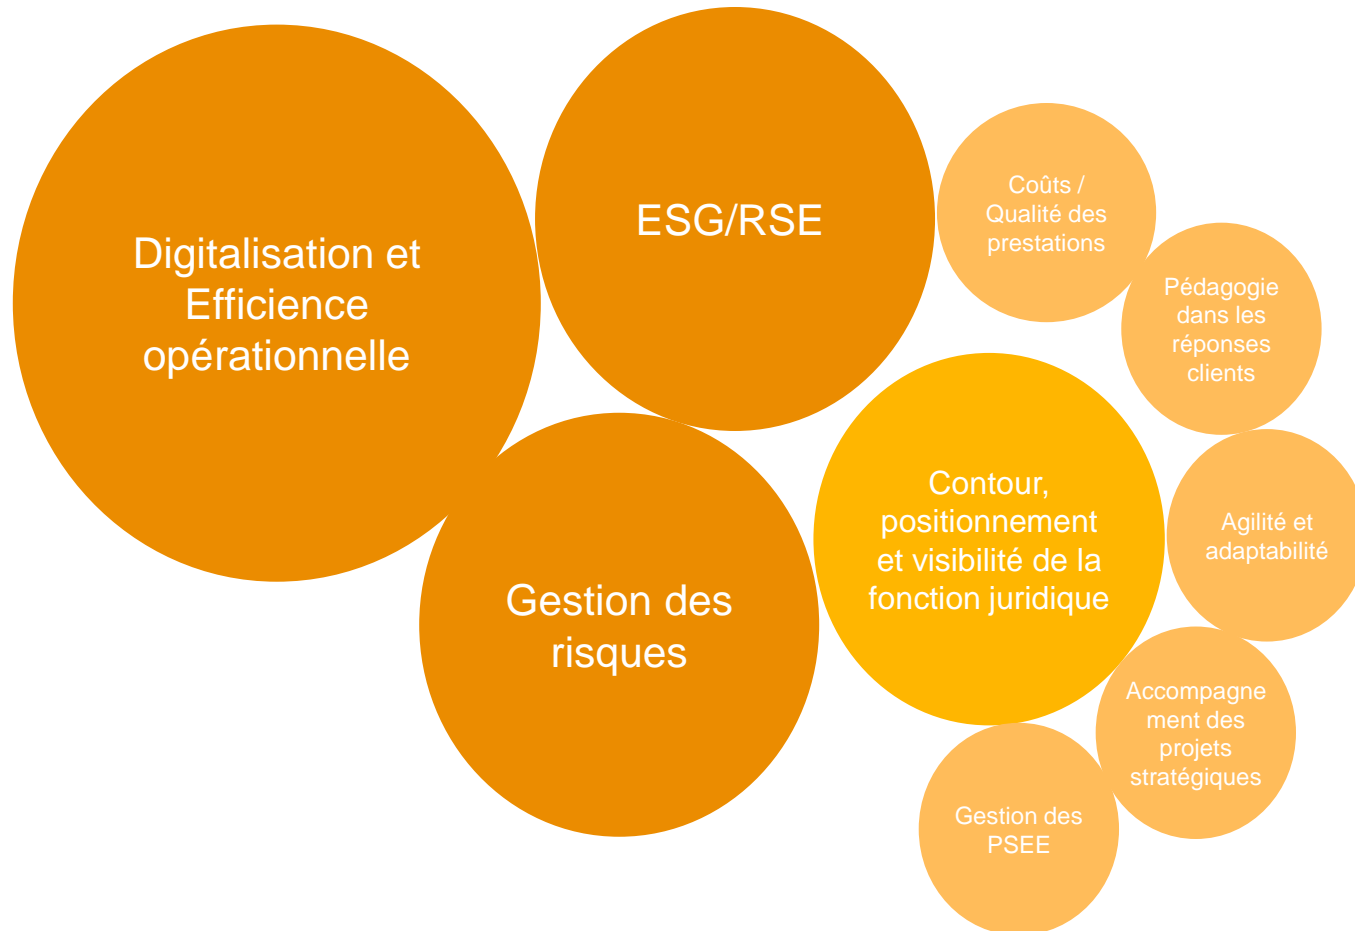 Digitalisation et
Efficience
opérationnelle
ESG/RSE
Gestion des
risques
Contour,
positionnement
et visibilité de la
fonction juridique
Coûts /
Qualité des
prestations
Pédagogie
dans les
réponses
clients
Agilité et
adaptabilité
Accompagne
ment des
projets
stratégiques
Gestion des
PSEE